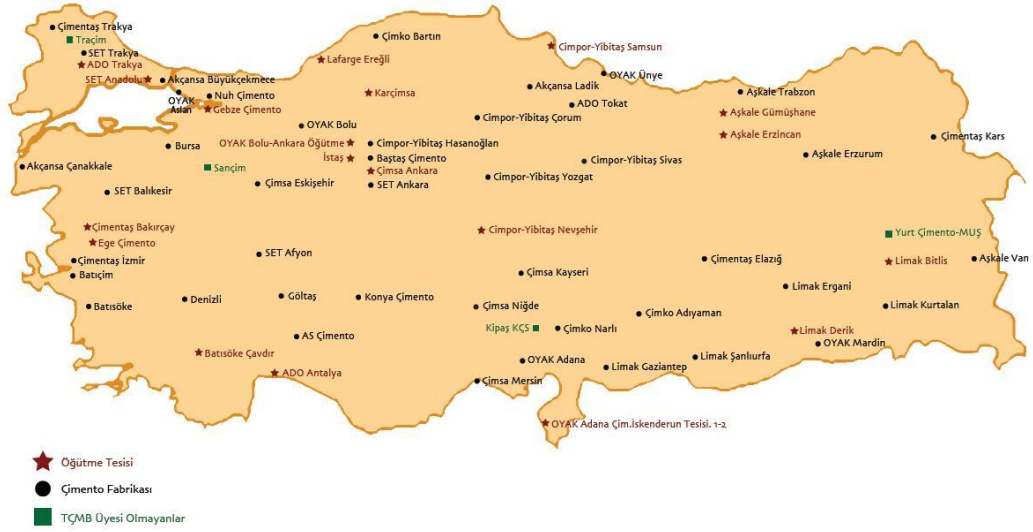 Çimentaş Trakya
Traçim
SET Trakya
ADO Trakya
SET Anadolu
Akçansa Büyükçekmece
OYAK Aslan
Nuh Çimento
Gebze Çimento
Çimko Bartın
Lafarge Ereğli
Karçimsa
Cimpor-Yibitaş Samsun
OYAK Ünye
Akçansa Ladik
ADO Tokat
Cimpor-Yibitaş Çorum
Aşkale Trabzon
Aşkale Gümüşhane
Aşkale Erzincan
Çimentaş Kars
Aşkale Erzurum
OYAK Bolu
OYAK Bolu-Ankara Öğütme
Cimpor-Yibitaş Hasanoğlan
İstaş
Baştaş Çimento
Çimsa Ankara
SET Ankara
Cimpor-Yibitaş Sivas
Cimpor-Yibitaş Yozgat
Bursa
Akçansa Çanakkale
Sançim
Çimsa Eskişehir
SET Balıkesir
Çimentaş Bakırçay
Ege Çimento
Çimentaş İzmir
Batıçim
SET Afyon
Cimpor-Yibitaş Nevşehir
Yurt Çimento-MUŞ
Çimentaş Elazığ
Limak Bitlis
Aşkale Van
Çimsa Kayseri
Limak Ergani
Batısöke
Denizli
Göltaş
Konya Çimento
Çimsa Niğde
Çimko Adıyaman
Limak Kurtalan
Kipaş KÇS
Çimko Narlı
Limak Derik
AS Çimento
OYAK Mardin
Batısöke Çavdır
ADO Antalya
OYAK Adana
Limak Şanlıurfa
Limak Gaziantep
Çimsa Mersin
OYAK Adana Çim.İskenderun Tesisi. 1-2
Öğütme Tesisi
Çimento Fabrikası
TÇMB Üyesi Olmayanlar